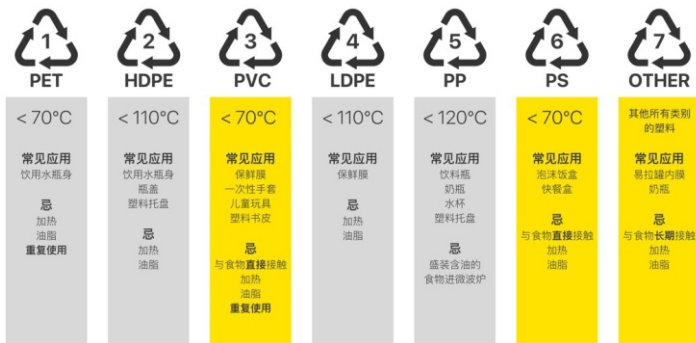 1
PET
< 70°C
常见应用
饮用水瓶身
忌
加热
油脂
重复使用
2
HDPE
< 110°C
常见应用
饮用水瓶身
瓶盖
塑料托盘
忌
加热
油脂
3
PVC
< 70°C
常见应用
保鲜膜
一次性手套
儿童玩具
塑料书皮
忌
与食物直接接触
加热
油脂
重复使用
4
LDPE
< 110°C
常见应用
保鲜膜
忌
加热
油脂
5
PP
< 120°C
常见应用
饮料瓶
奶瓶
水杯
塑料托盘
忌
盛装含油的
食物进微波炉
6
PS
< 70°C
常见应用
泡沫饭盒
快餐盒
忌
与食物直接接触
加热
油脂
7
OTHER
其他所有类别
的塑料
常见应用
易拉罐内膜
奶瓶
忌
与食物长期接触
加热
油脂